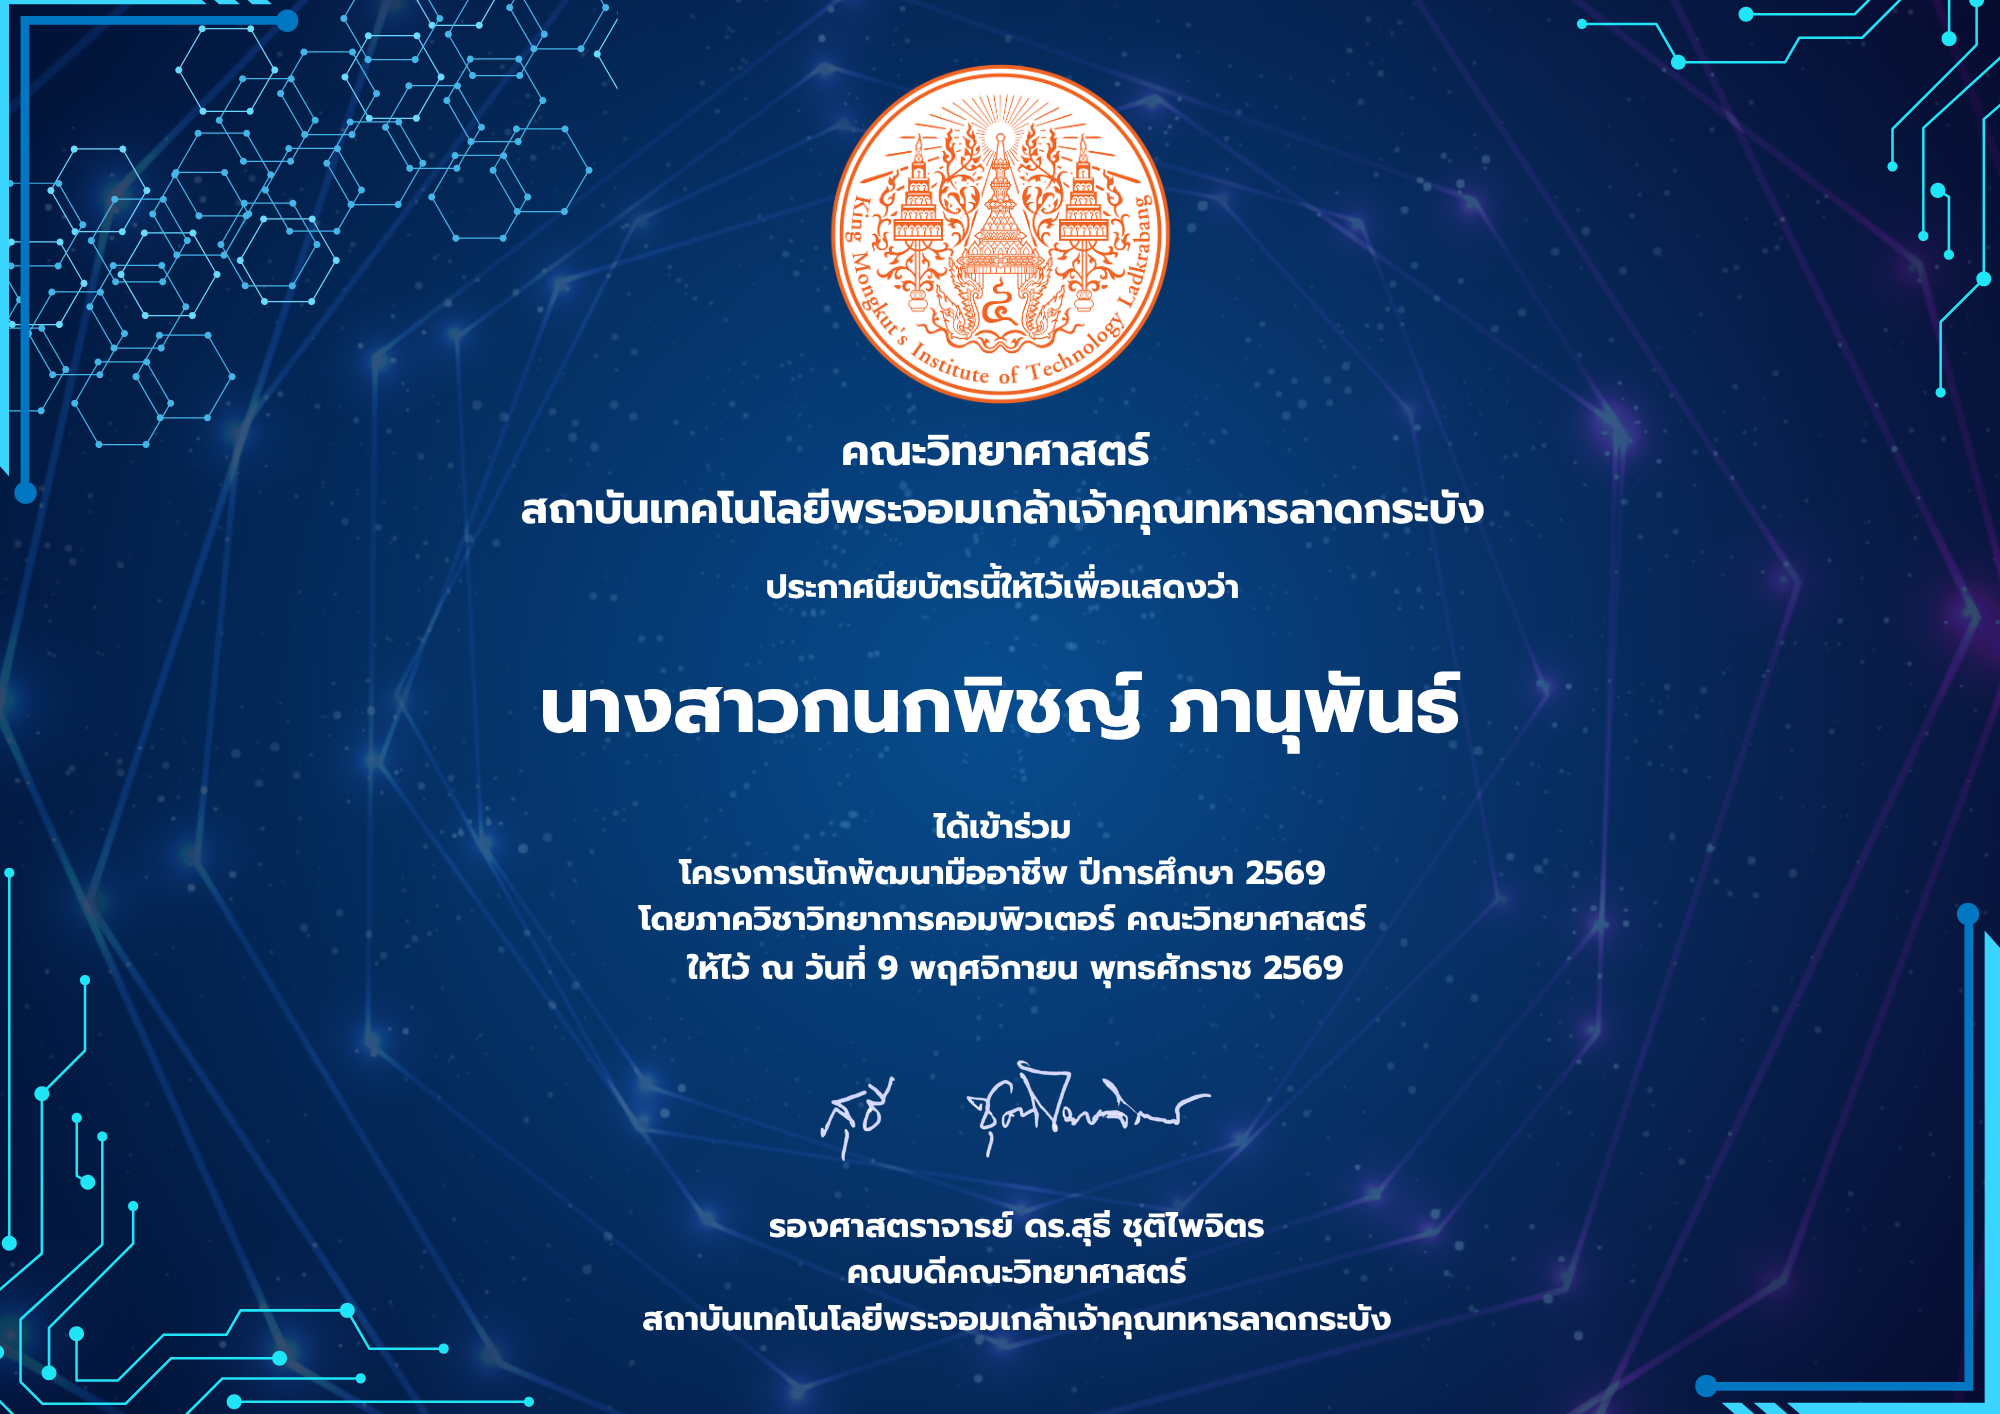 King Mongkut's Institute of Technology Ladkrabang
คณะวิทยาศาสตร์
สถาบันเทคโนโลยีพระจอมเกล้าเจ้าคุณทหารลาดกระบัง
ประกาศนียบัตรนี้ให้ไว้เพื่อแสดงว่า
นางสาวกนกพิชญ์ ภานุพันธ์
ได้เข้าร่วม
โครงการนักพัฒนามืออาชีพ ปีการศึกษา 2569
โดยภาควิชาวิทยาการคอมพิวเตอร์ คณะวิทยาศาสตร์
ให้ไว้ ณ วันที่ 9 พฤศจิกายน พุทธศักราช 2569
รองศาสตราจารย์ ดร.สุธี ชุติไพจิตร
คณบดีคณะวิทยาศาสตร์
สถาบันเทคโนโลยีพระจอมเกล้าเจ้าคุณทหารลาดกระบัง